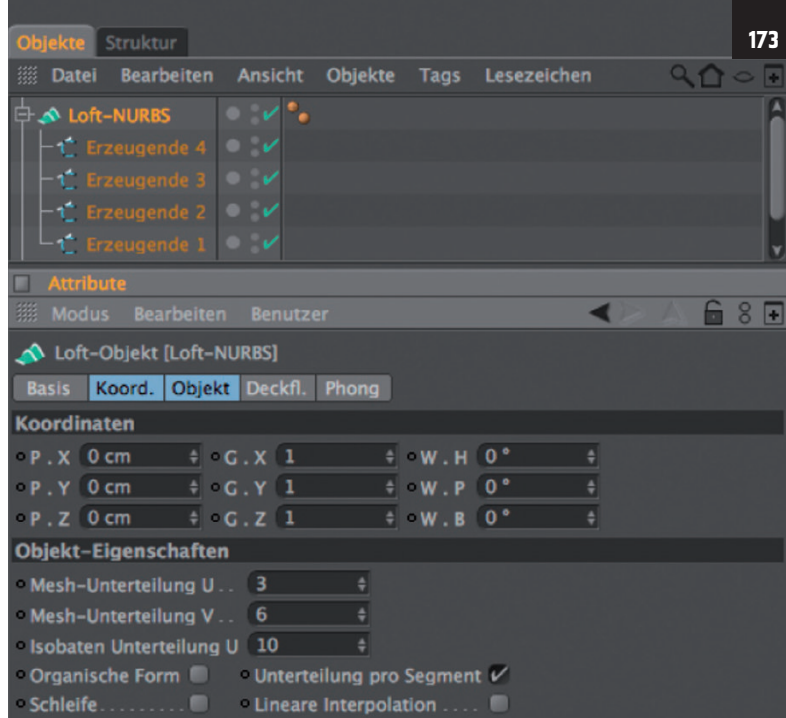 173
Objekte Struktur
Datei Bearbeiten Ansicht Objekte Tags Lesezeichen
Loft-NURBS
Erzeugende 4
Erzeugende 3
Erzeugende 2
Erzeugende 1
Attribute
Modus Bearbeiten Benutzer
Loft-Objekt [Loft-NURBS]
Basis Koord. Objekt Deckfl. Phong
Koordinaten
P . X 0 cm G . X 1 W . H 0 °
P . Y 0 cm G . Y 1 W . P 0 °
P . Z 0 cm G . Z 1 W . B 0 °
Objekt-Eigenschaften
Mesh-Unterteilung U . . 3
Mesh-Unterteilung V . . 6
Isobaten Unterteilung U 10
Organische Form Unterteilung pro Segment
Schleife . . . . . . . . . Lineare Interpolation . . . .